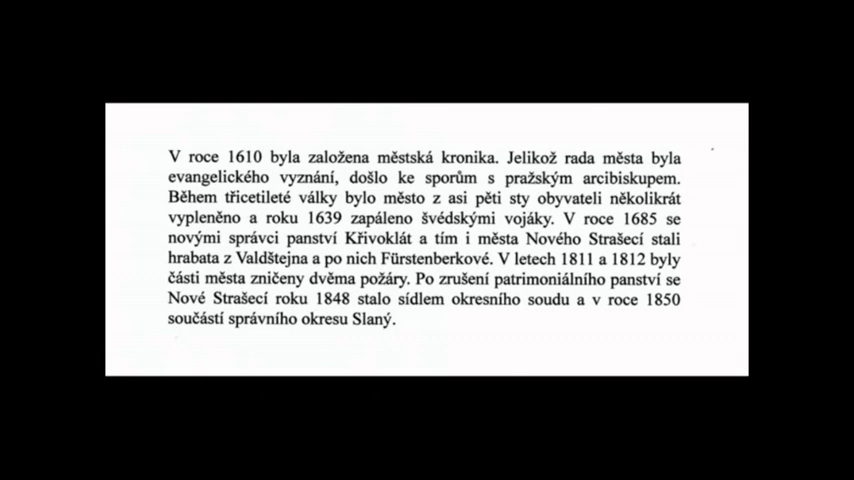 V roce 1610 byla založena městská kronika. Jelikož rada města byla
evangelického vyznání, došlo ke sporům s pražským arcibiskupem.
Během třicetileté války bylo město z asi pěti sty obyvateli několikrát
vypleněno a roku 1639 zapáleno švédskými vojáky. V roce 1685 se
novými správci panství Křivoklát a tím i města Nového Strašecí stali
hrabata z Valdštejna a po nich Fürstenberkové. V letech 1811 a 1812 byly
části města zničeny dvěma požáry. Po zrušení patrimoniálního panství se
Nové Strašecí roku 1848 stalo sídlem okresního soudu a v roce 1850
součástí správního okresu Slaný.